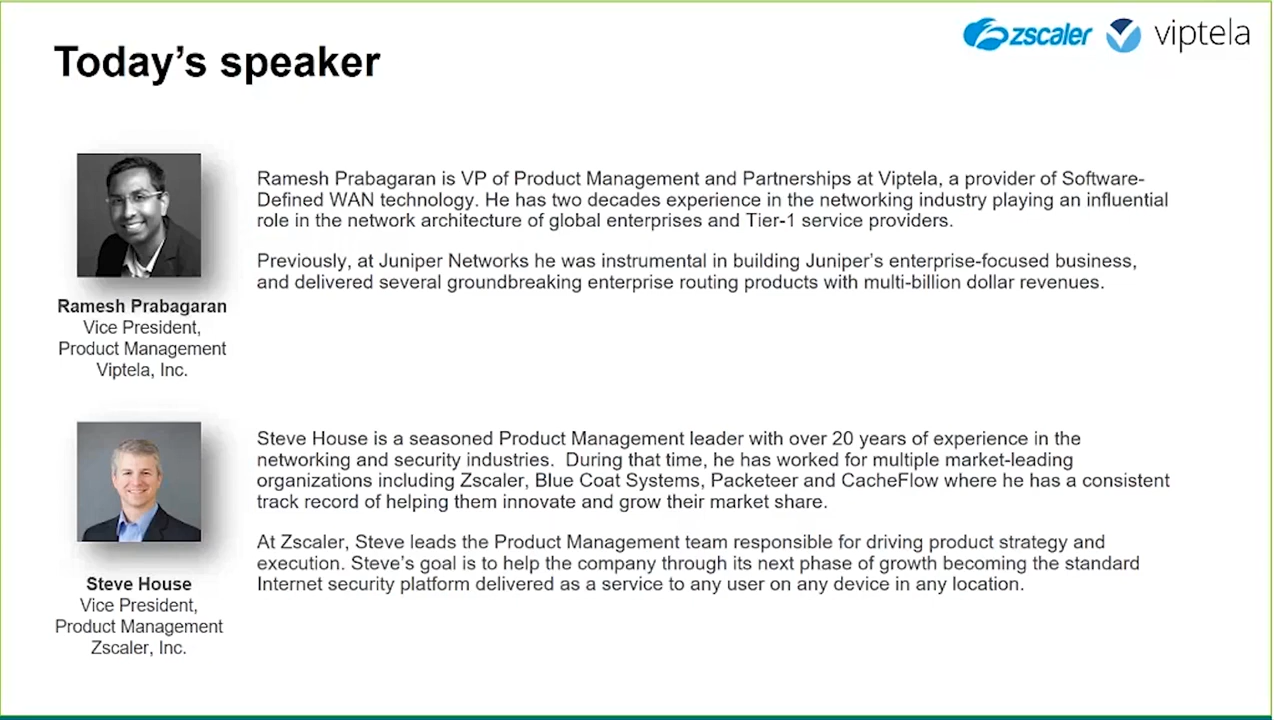 Today's speaker
zscaler
viptela
Ramesh Prabagaran is VP of Product Management and Partnerships at Viptela, a provider of Software-
Defined WAN technology. He has two decades experience in the networking industry playing an influential
role in the network architecture of global enterprises and Tier-1 service providers.
Previously, at Juniper Networks he was instrumental in building Juniper's enterprise-focused business,
and delivered several groundbreaking enterprise routing products with multi-billion dollar revenues.
Ramesh Prabagaran
Vice President,
Product Management
Viptela, Inc.
Steve House is a seasoned Product Management leader with over 20 years of experience in the
networking and security industries.  During that time, he has worked for multiple market-leading
organizations including Zscaler, Blue Coat Systems, Packeteer and CacheFlow where he has a consistent
track record of helping them innovate and grow their market share.
At Zscaler, Steve leads the Product Management team responsible for driving product strategy and
execution. Steve's goal is to help the company through its next phase of growth becoming the standard
Internet security platform delivered as a service to any user on any device in any location.
Steve House
Vice President,
Product Management
Zscaler, Inc.